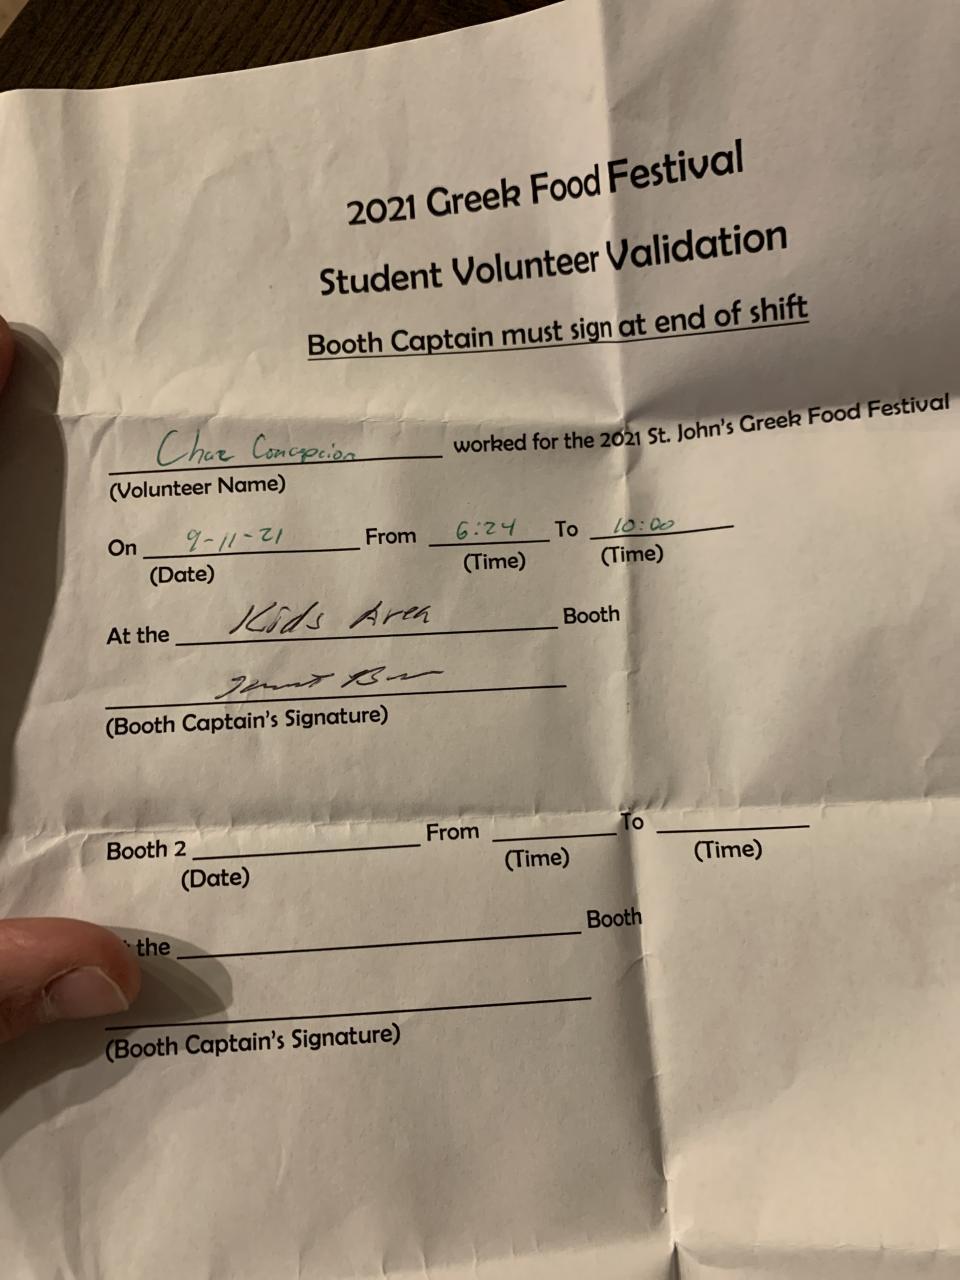 2021 Greek Food Festival
Student Volunteer Validation
Booth Captain must sign at end of shift
Chaz Concepcion worked for the 2021 St. John's Greek Food Festival
(Volunteer Name)
On 9-11-21 From 6:24 To 10:00
(Date) (Time) (Time)
At the Kids Area Booth
(Booth Captain's Signature)
Booth 2 From To
(Date) (Time) (Time)
the Booth
(Booth Captain's Signature)